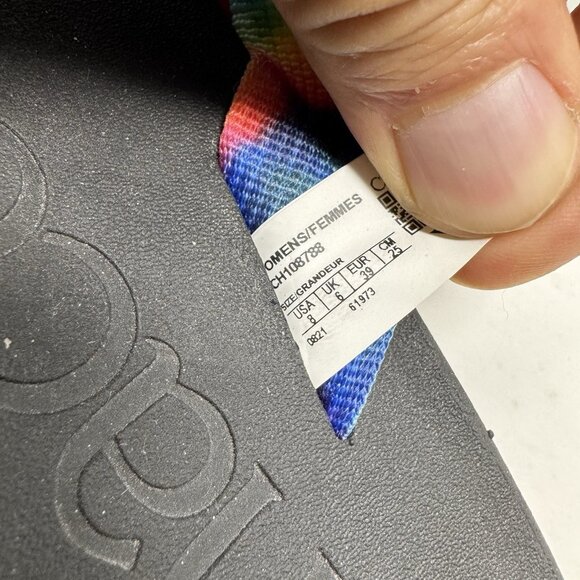 OMENS/FEMMES
CH108788
SIZE/GRANDEUR
USA UK EUR CM
8 6 39 25
0821 61973